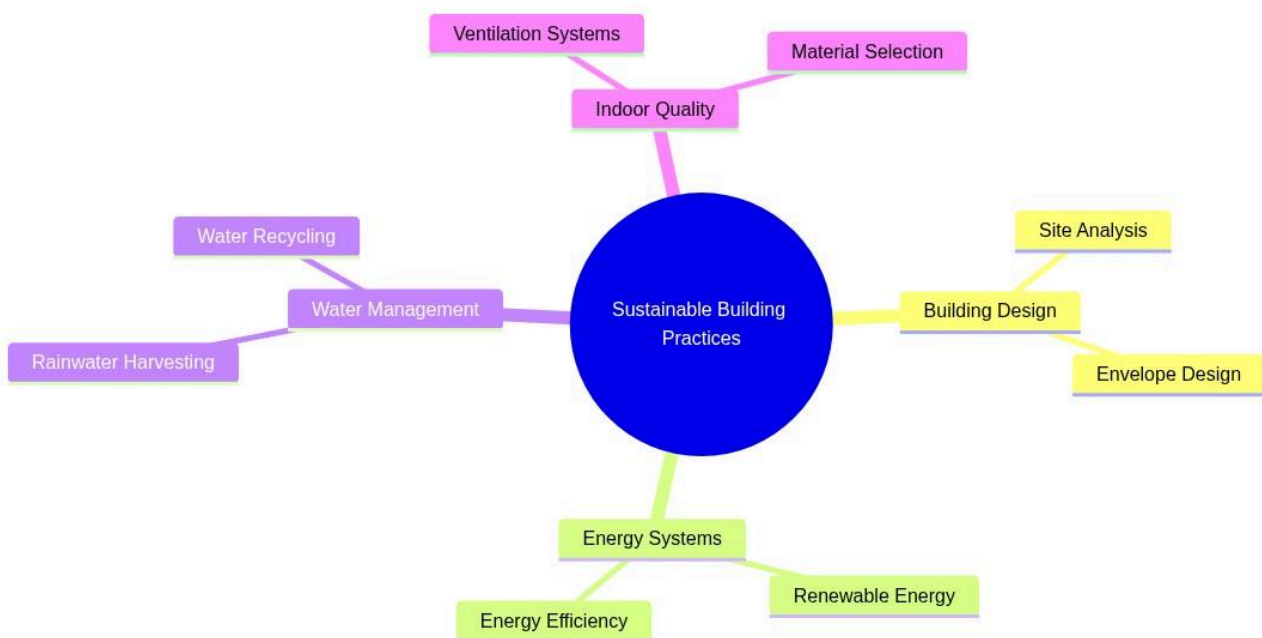 Ventilation Systems
Material Selection
Indoor Quality
Water Recycling
Site Analysis
Water Management
Sustainable Building
Practices
Building Design
Rainwater Harvesting
Envelope Design
Energy Systems
Renewable Energy
Energy Efficiency